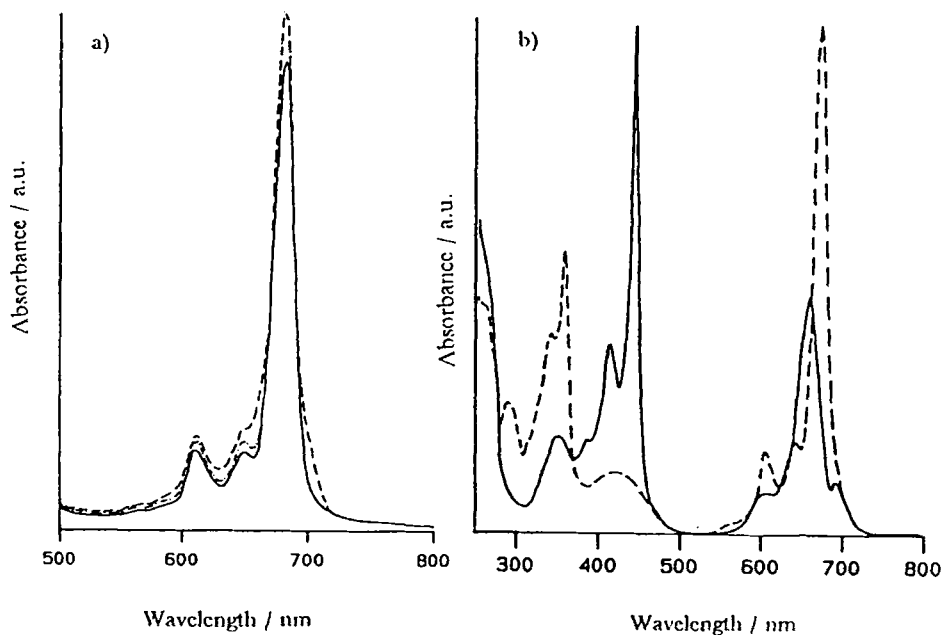 a)
Absorbance / a.u.
500 600 700 800
Wavelength / nm
b)
Absorbance / a.u.
300 400 500 600 700 800
Wavelength / nm